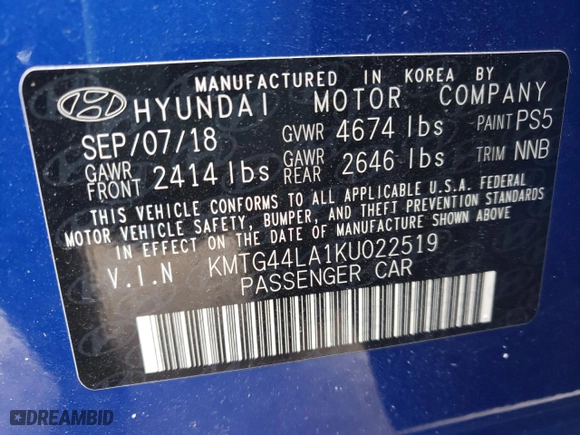 MANUFACTURED IN KOREA BY
HYUNDAI MOTOR COMPANY
SEP/07/18 GVWR 4674 lbs PAINT PS5
GAWR FRONT 2414 lbs GAWR REAR 2646 lbs TRIM NNB
THIS VEHICLE CONFORMS TO ALL APPLICABLE U.S.A. FEDERAL
MOTOR VEHICLE SAFETY, BUMPER, AND THEFT PREVENTION STANDARDS
IN EFFECT ON THE DATE OF MANUFACTURE SHOWN ABOVE
V.I.N KMTG44LA1KU022519
PASSENGER CAR
DREAMBID